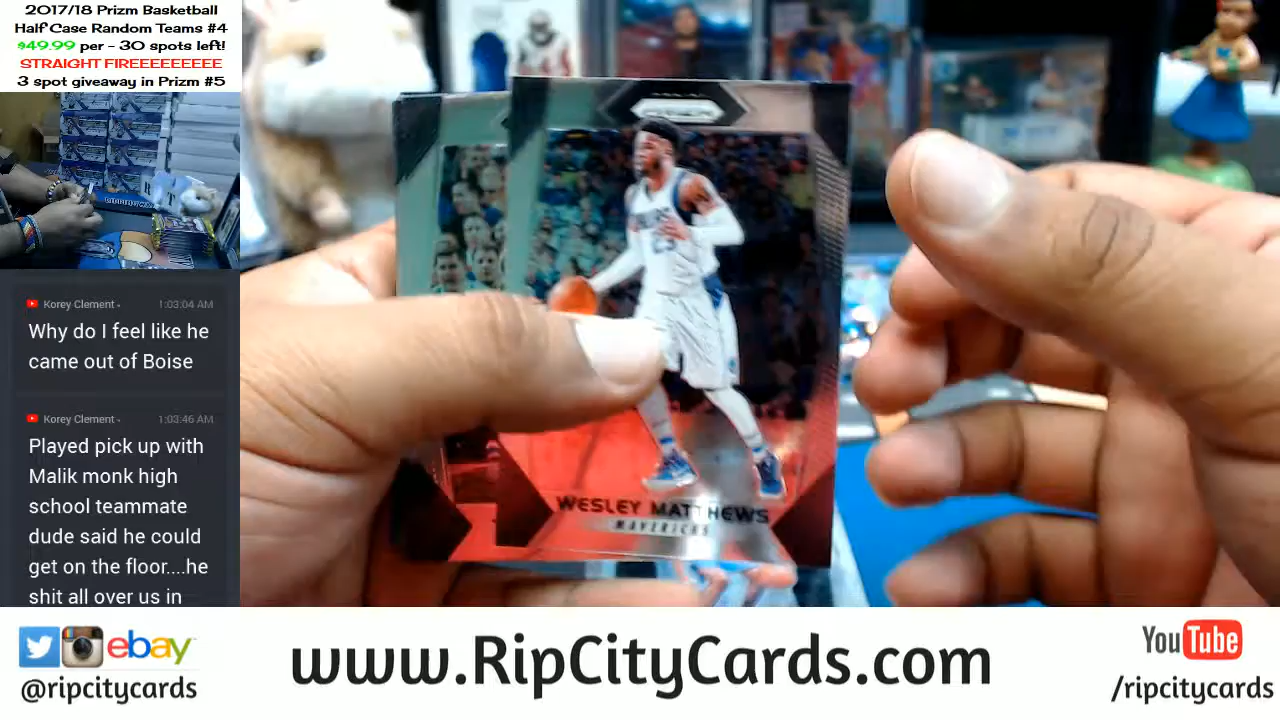 2017/18 Prizm Basketball
Half Case Random Teams #4
$49.99 per - 30 spots left!
STRAIGHT FIREEEEEEEEE
3 spot giveaway in Prizm #5
Korey Clement
1:03:04 AM
Why do I feel like he
came out of Boise
Korey Clement
1:03:46 AM
Played pick up with
Malik monk high
school teammate
dude said he could
get on the floor....he
shit all over us in
PRIZM
WESLEY MATTHEWS
MAVERICKS
ebay
@ripcitycards
www.RipCityCards.com
YouTube
/ripcitycards